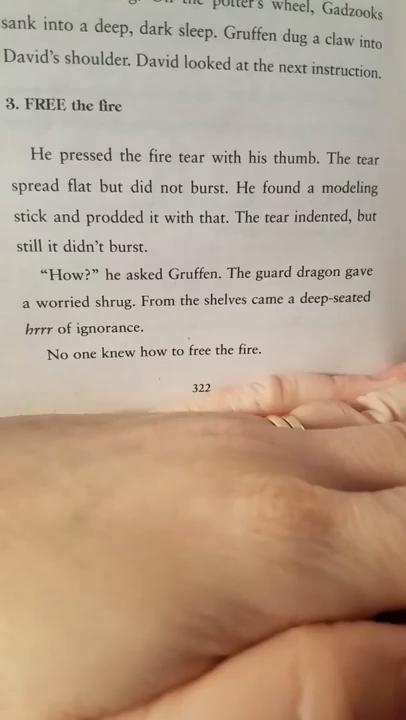 the potter's wheel, Gadzooks
sank into a deep, dark sleep. Gruffen dug a claw into
David's shoulder. David looked at the next instruction.
3. FREE the fire
He pressed the fire tear with his thumb. The tear
spread flat but did not burst. He found a modeling
stick and prodded it with that. The tear indented, but
still it didn't burst.
“How?” he asked Gruffen. The guard dragon gave
a worried shrug. From the shelves came a deep-seated
hrrr of ignorance.
No one knew how to free the fire.
322